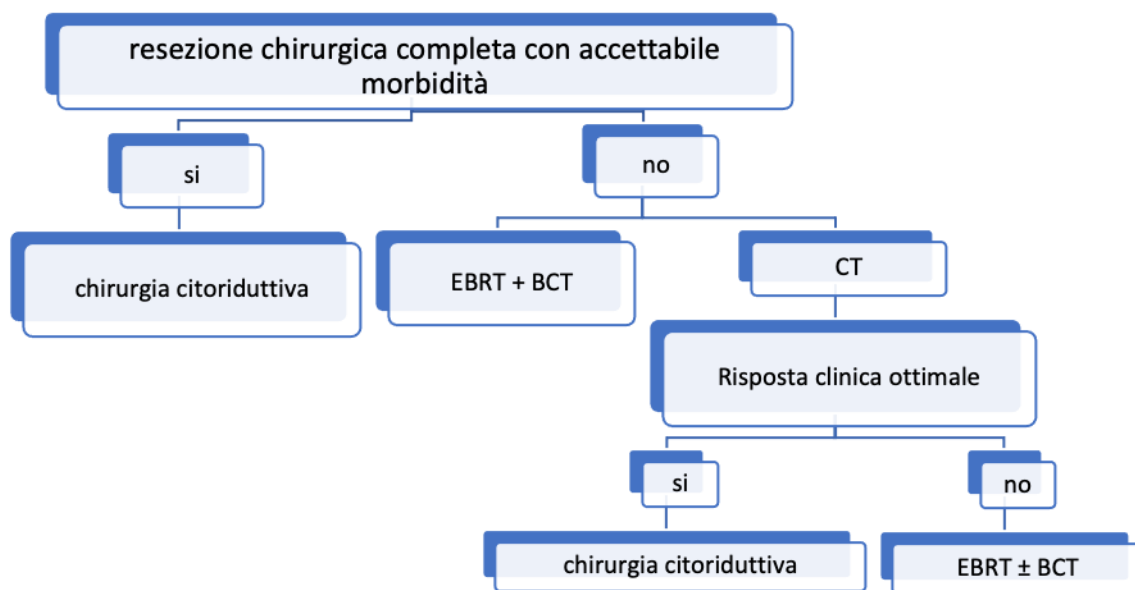 resezione chirurgica completa con accettabile
morbidità
si
no
chirurgia citoriduttiva
EBRT + BCT
CT
Risposta clinica ottimale
si
no
chirurgia citoriduttiva
EBRT ± BCT